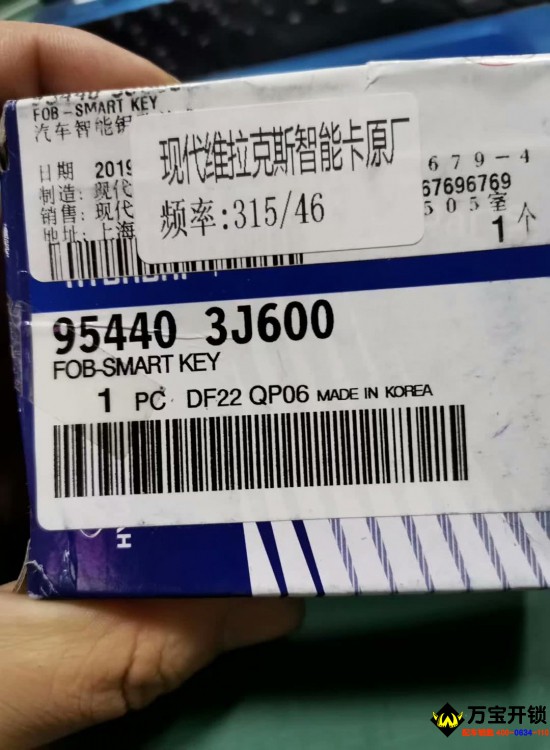 FOB-SMART KEY
汽车智能钥
日期 2019
制造: 现代
销售: 现代
地址: 上海
现代维拉克斯智能卡原厂
频率:315/46
679-4
67696769
505室
1个
95440 3J600
FOB-SMART KEY
1 PC DF22 QP06 MADE IN KOREA
万宝开锁